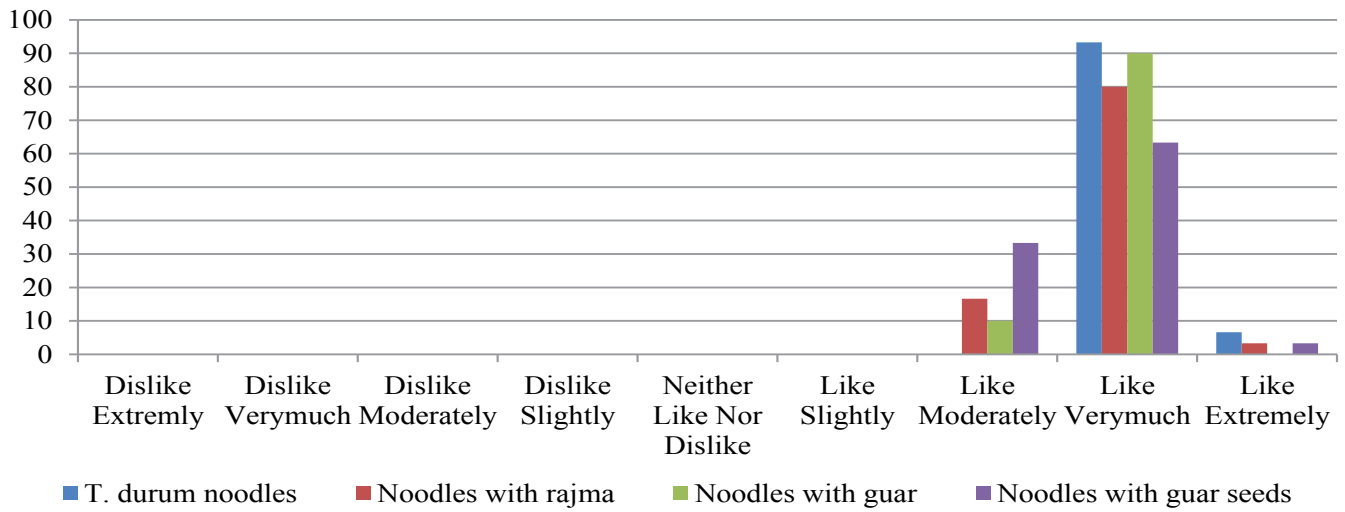 100
90
80
70
60
50
40
30
20
10
0
Dislike
Extremly
Dislike
Verymuch
Dislike
Moderately
Dislike
Slightly
Neither
Like Nor
Dislike
Like
Slightly
Like
Moderately
Like
Verymuch
Like
Extremely
T. durum noodles
Noodles with rajma
Noodles with guar
Noodles with guar seeds